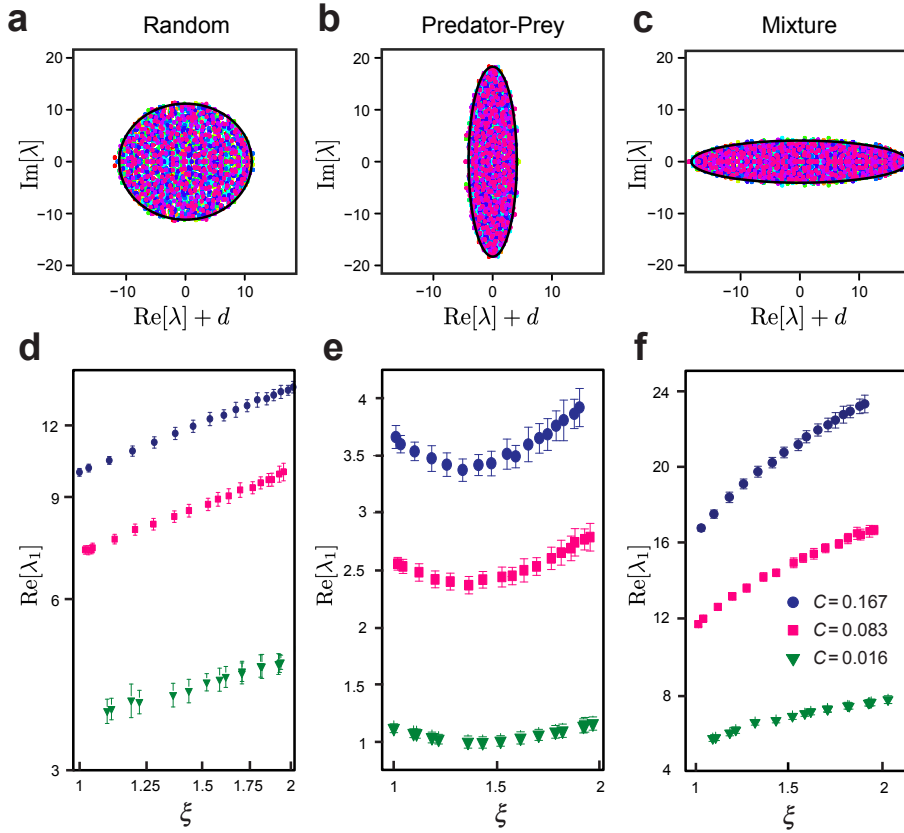 a
Random
b
Predator-Prey
c
Mixture
20
10
0
−10
−20
Im[λ]
−10
0
10
Re[λ] + d
20
10
0
−10
−20
Im[λ]
−10
0
10
Re[λ] + d
20
10
0
−10
−20
Im[λ]
−10
0
10
Re[λ] + d
d
12
9
6
3
Re[λ1]
1
1.25
1.5
1.75
2
ξ
e
4
3.5
3
2.5
2
1.5
1
Re[λ1]
1
1.5
2
ξ
f
24
20
16
12
8
4
Re[λ1]
C=0.167
C=0.083
C=0.016
1
1.5
2
ξ